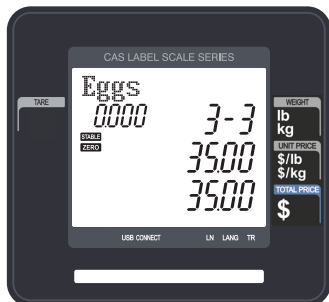 CAS LABEL SCALE SERIES
Eggs
TARE
0.000
3-3
WEIGHT
lb
kg
STABLE
ZERO
35.00
UNIT PRICE
$/lb
$/kg
35.00
TOTAL PRICE
$
USB CONNECT LN LANG TR